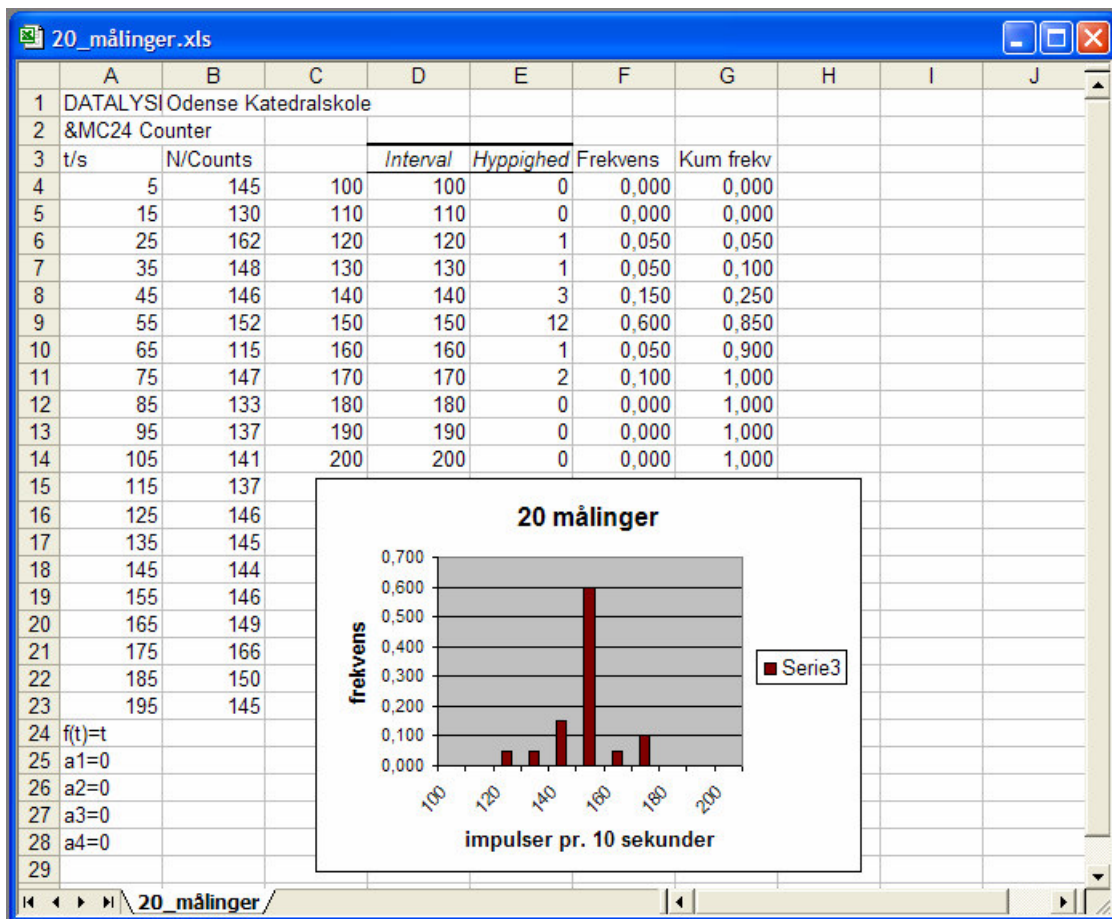 20_målinger.xls
A B C D E F G H I J
1 DATALYSI Odense Katedralskole
2 &MC24 Counter
3 t/s N/Counts Interval Hyppighed Frekvens Kum frekv
4 5 145 100 100 0 0,000 0,000
5 15 130 110 110 0 0,000 0,000
6 25 162 120 120 1 0,050 0,050
7 35 148 130 130 1 0,050 0,100
8 45 146 140 140 3 0,150 0,250
9 55 152 150 150 12 0,600 0,850
10 65 115 160 160 1 0,050 0,900
11 75 147 170 170 2 0,100 1,000
12 85 133 180 180 0 0,000 1,000
13 95 137 190 190 0 0,000 1,000
14 105 141 200 200 0 0,000 1,000
15 115 137
16 125 146
17 135 145
18 145 144
19 155 146
20 165 149
21 175 166
22 185 150
23 195 145
24 f(t)=t
25 a1=0
26 a2=0
27 a3=0
28 a4=0
29
20 målinger
0,700
0,600
0,500
0,400
0,300
0,200
0,100
0,000
frekvens
100 120 140 160 180 200
impulser pr. 10 sekunder
Serie3
20_målinger